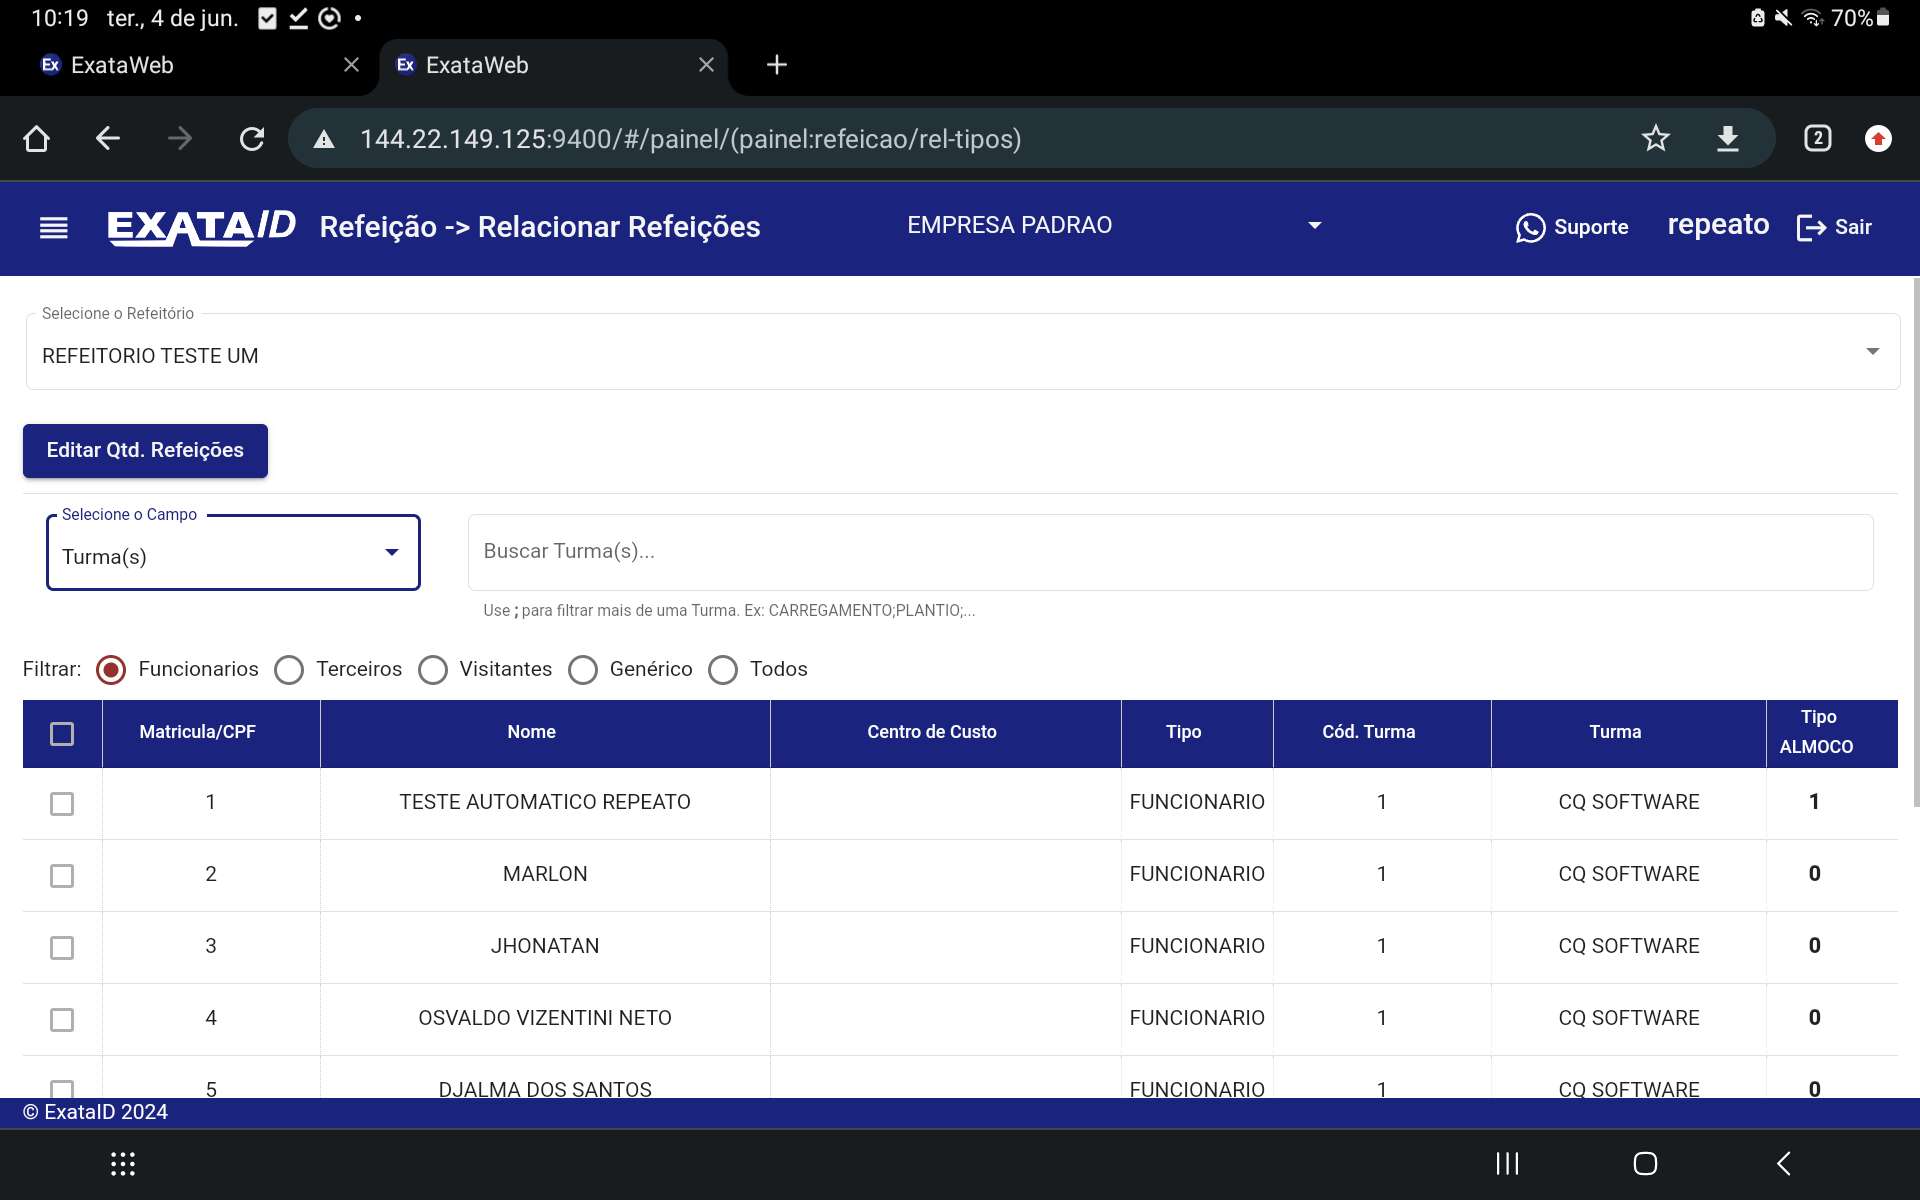 10:19 ter., 4 de jun. 70%
Ex ExataWeb Ex ExataWeb
144.22.149.125:9400/#/painel/(painel:refeicao/rel-tipos) 2
EXATAID Refeição -> Relacionar Refeições EMPRESA PADRAO Suporte repeato Sair
Selecione o Refeitório
REFEITORIO TESTE UM
Editar Qtd. Refeições
Selecione o Campo
Turma(s) Buscar Turma(s)...
Use ; para filtrar mais de uma Turma. Ex: CARREGAMENTO;PLANTIO;...
Filtrar: Funcionarios Terceiros Visitantes Genérico Todos
Matricula/CPF Nome Centro de Custo Tipo Cód. Turma Turma Tipo ALMOCO
1 TESTE AUTOMATICO REPEATO FUNCIONARIO 1 CQ SOFTWARE 1
2 MARLON FUNCIONARIO 1 CQ SOFTWARE 0
3 JHONATAN FUNCIONARIO 1 CQ SOFTWARE 0
4 OSVALDO VIZENTINI NETO FUNCIONARIO 1 CQ SOFTWARE 0
5 DJALMA DOS SANTOS FUNCIONARIO 1 CQ SOFTWARE 0
© ExataID 2024